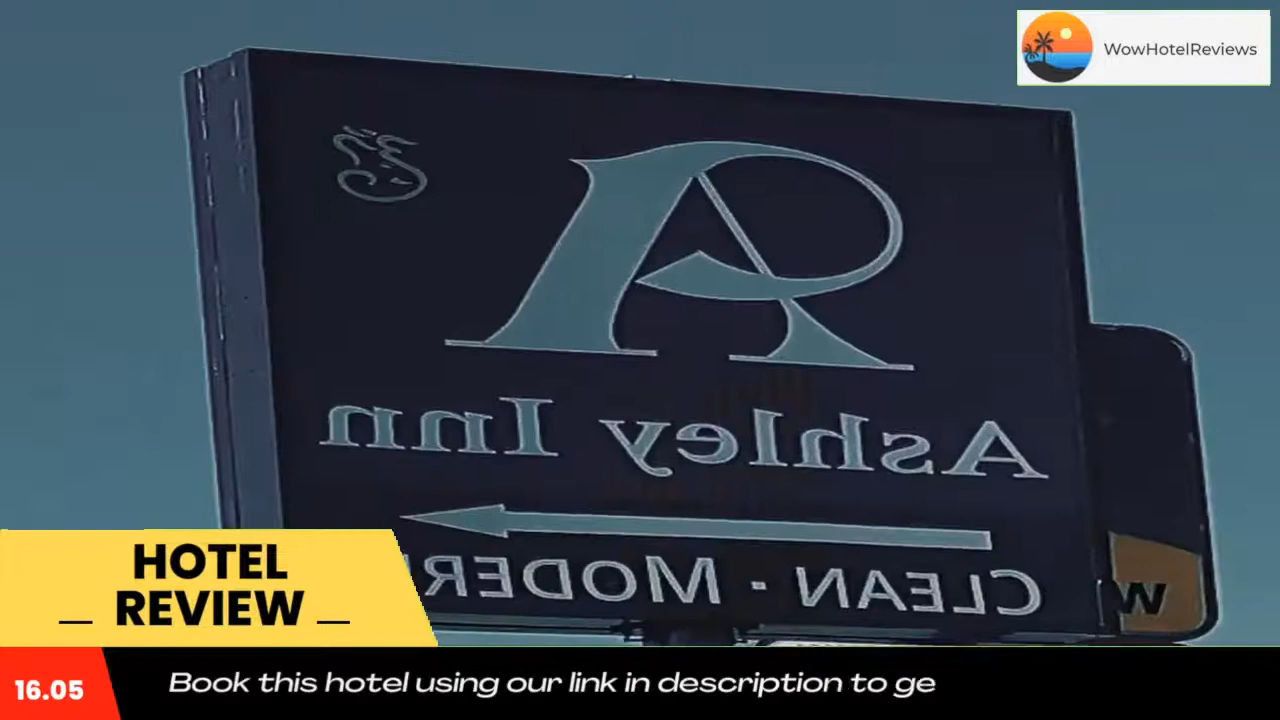 WowHotelReviews
Ashley Inn
CLEAN · MODER
W
HOTEL
REVIEW
16.05
Book this hotel using our link in description to ge